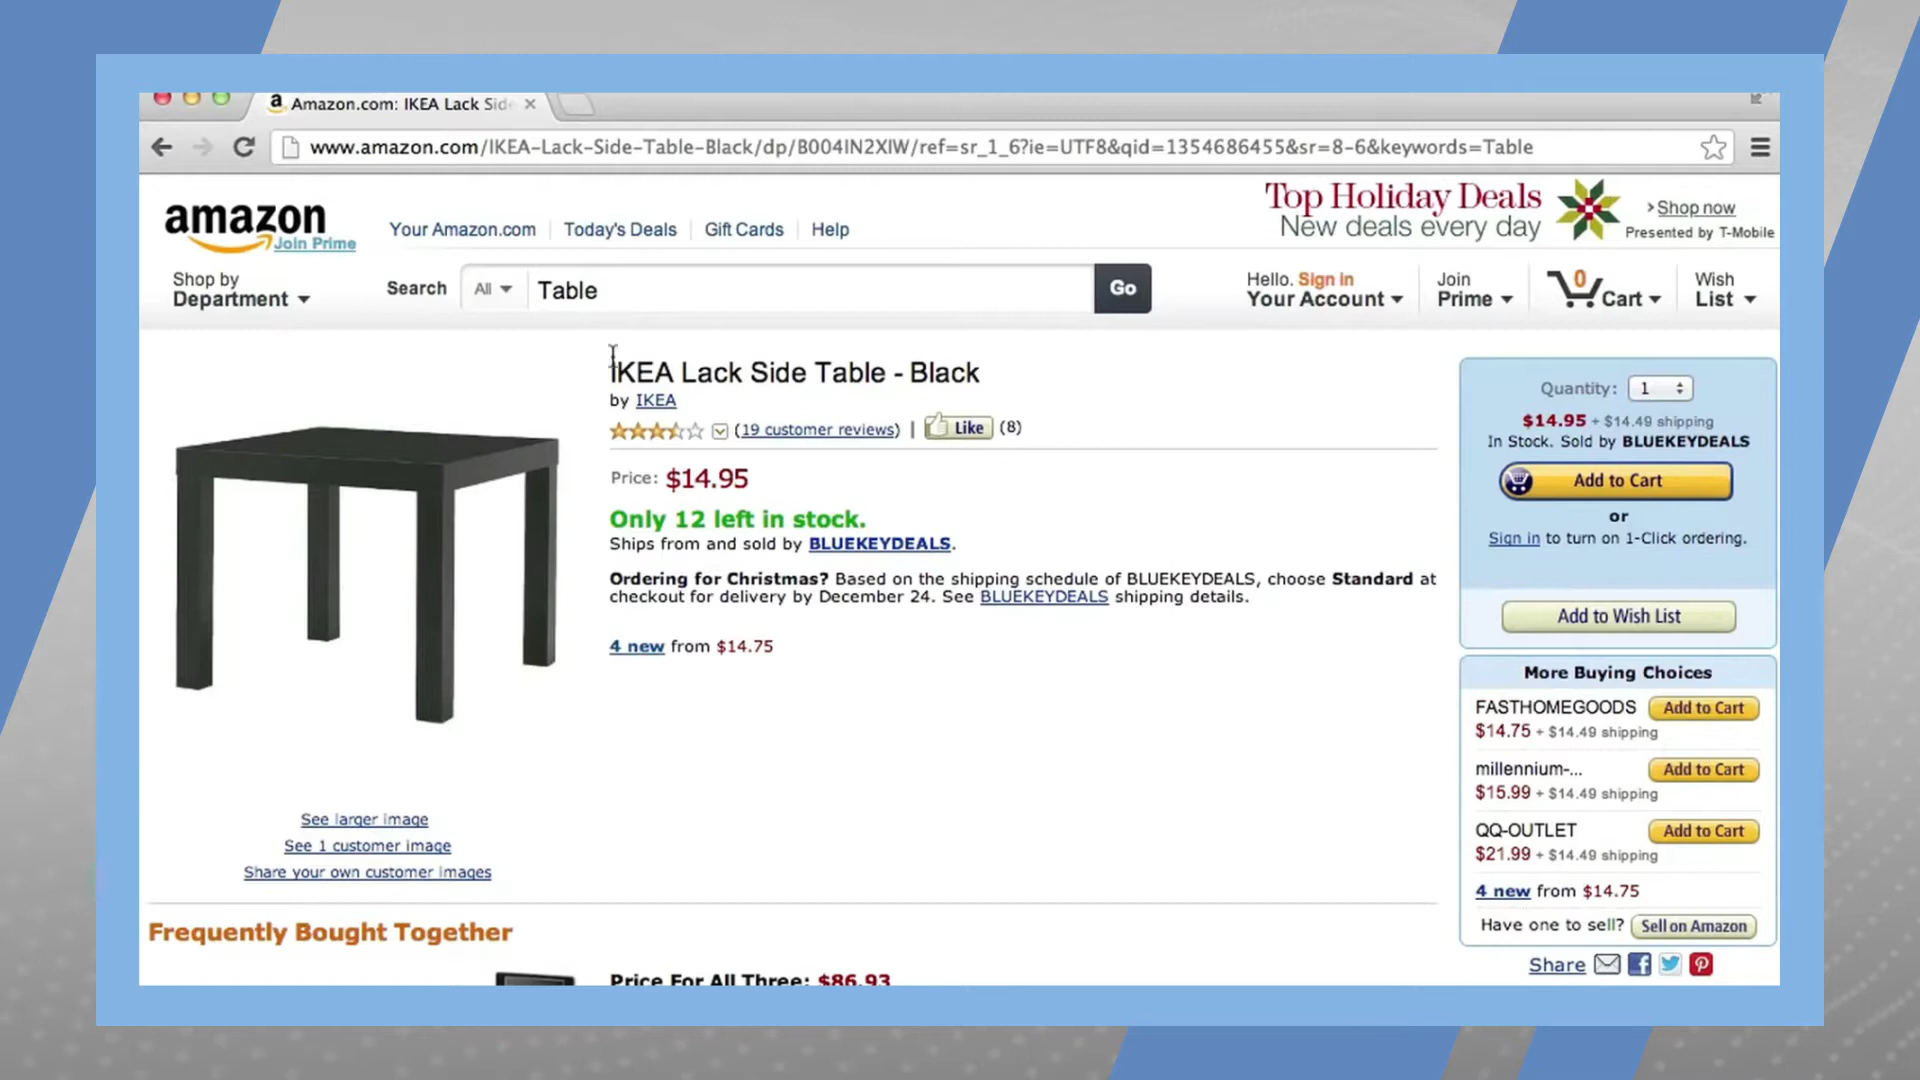 Amazon.com: IKEA Lack Side
www.amazon.com/IKEA-Lack-Side-Table-Black/dp/B004IN2XIW/ref=sr_1_6?ie=UTF8&qid=1354686455&sr=8-6&keywords=Table
amazon
Join Prime
Your Amazon.com
Today's Deals
Gift Cards
Help
Top Holiday Deals
New deals every day
Shop now
Presented by T-Mobile
Shop by
Department
Search
All
Table
Go
Hello. Sign in
Your Account
Join
Prime
0
Cart
Wish
List
IKEA Lack Side Table - Black
by IKEA
(19 customer reviews) | Like (8)
Price: $14.95
Only 12 left in stock.
Ships from and sold by BLUEKEYDEALS.
Ordering for Christmas? Based on the shipping schedule of BLUEKEYDEALS, choose Standard at
checkout for delivery by December 24. See BLUEKEYDEALS shipping details.
4 new from $14.75
See larger image
See 1 customer image
Share your own customer images
Quantity: 1
$14.95 + $14.49 shipping
In Stock. Sold by BLUEKEYDEALS
Add to Cart
or
Sign in to turn on 1-Click ordering.
Add to Wish List
More Buying Choices
FASTHOMEGOODS
Add to Cart
$14.75 + $14.49 shipping
millennium-...
Add to Cart
$15.99 + $14.49 shipping
QQ-OUTLET
Add to Cart
$21.99 + $14.49 shipping
4 new from $14.75
Have one to sell? Sell on Amazon
Share
Frequently Bought Together
Price For All Three: $86.93